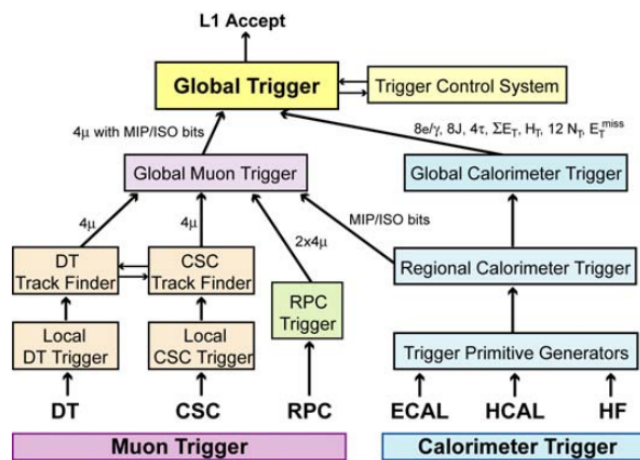 L1 Accept
Global Trigger
Trigger Control System
4μ with MIP/ISO bits
8e/γ, 8J, 4τ, ΣE_T, H_T, 12 N_T, E_T^miss
Global Muon Trigger
Global Calorimeter Trigger
4μ
4μ
2x4μ
MIP/ISO bits
DT
Track Finder
CSC
Track Finder
Regional Calorimeter Trigger
RPC
Trigger
Local
DT Trigger
Local
CSC Trigger
Trigger Primitive Generators
DT
CSC
RPC
ECAL
HCAL
HF
Muon Trigger
Calorimeter Trigger